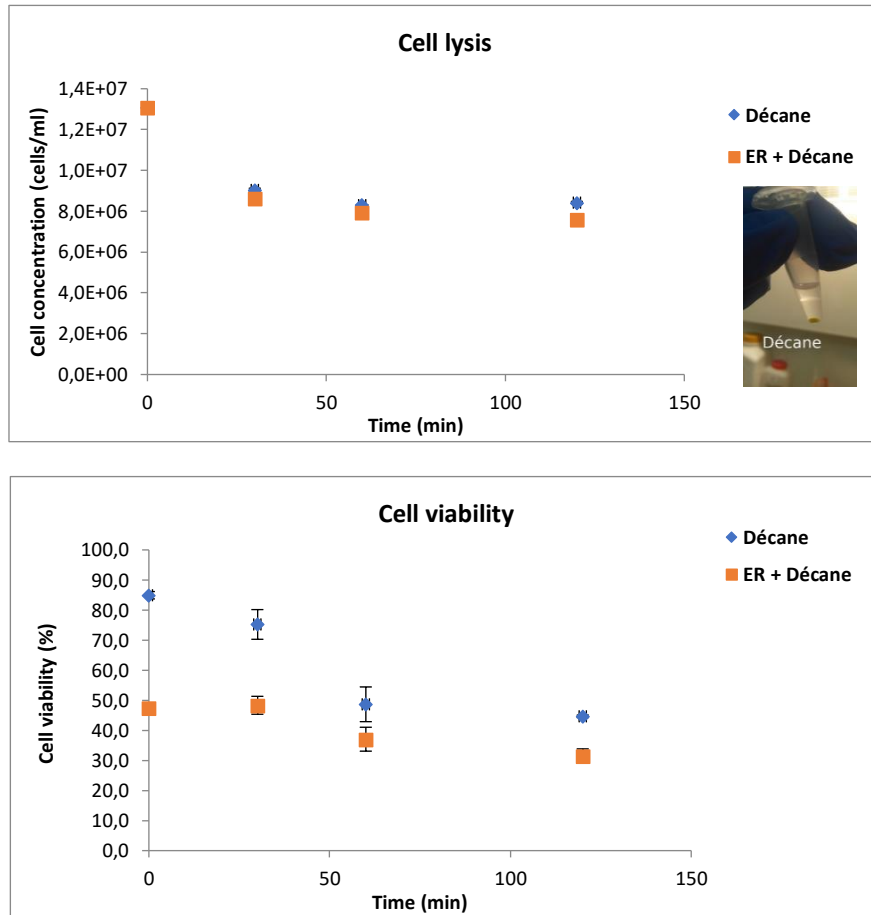 Cell lysis
Cell concentration (cells/ml)
1,4E+07
1,2E+07
1,0E+07
8,0E+06
6,0E+06
4,0E+06
2,0E+06
0,0E+00
0
50
100
150
Time (min)
Décane
ER + Décane
Décane
Cell viability
Cell viability (%)
100,0
90,0
80,0
70,0
60,0
50,0
40,0
30,0
20,0
10,0
0,0
0
50
100
150
Time (min)
Décane
ER + Décane